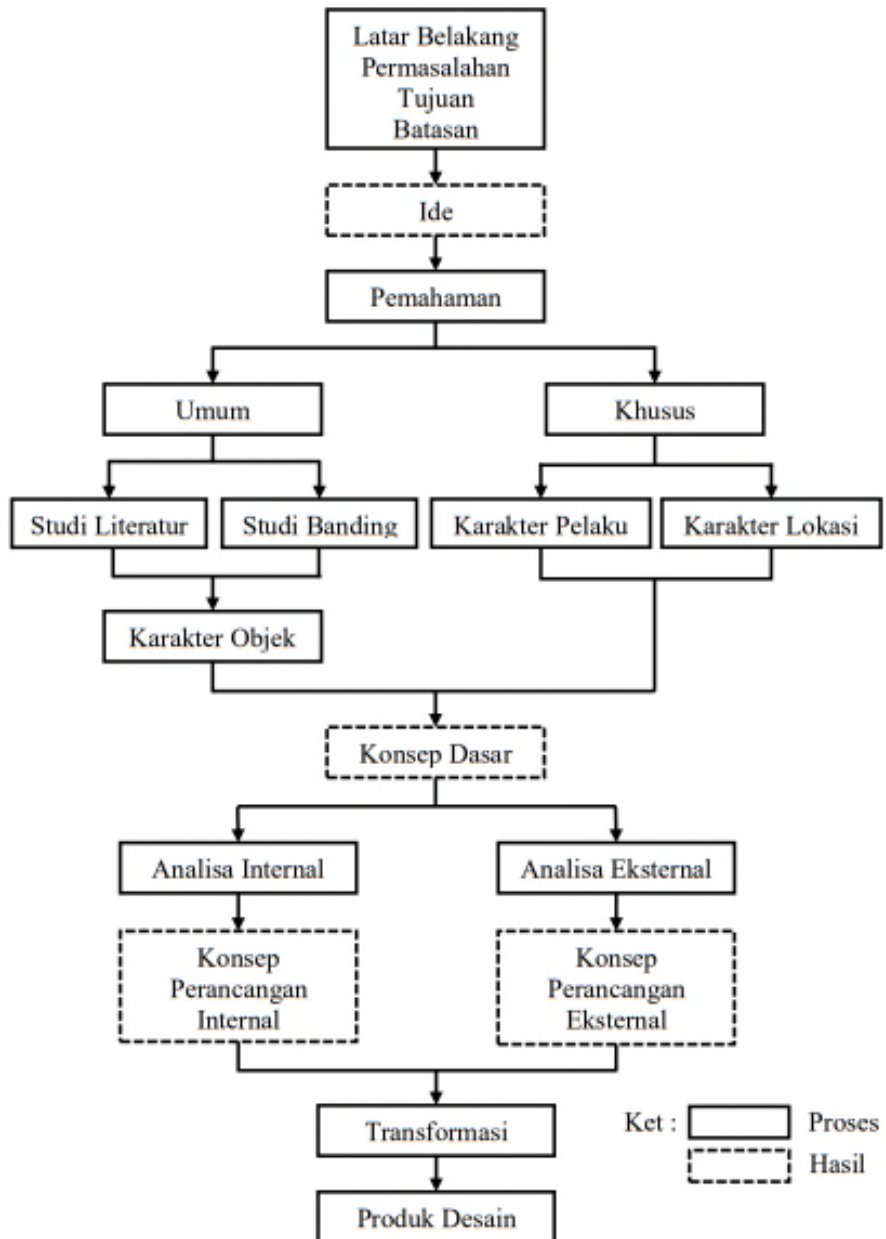 Latar Belakang
Permasalahan
Tujuan
Batasan
Ide
Pemahaman
Umum
Khusus
Studi Literatur
Studi Banding
Karakter Pelaku
Karakter Lokasi
Karakter Objek
Konsep Dasar
Analisa Internal
Analisa Eksternal
Konsep
Perancangan
Internal
Konsep
Perancangan
Eksternal
Transformasi
Ket :
Proses
Hasil
Produk Desain